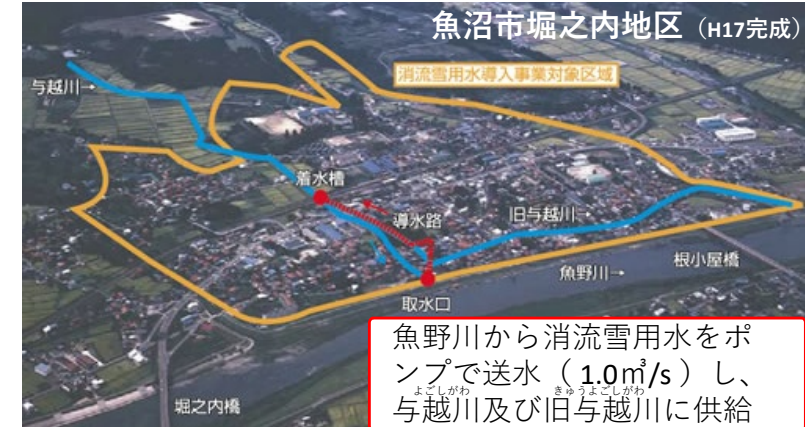 魚沼市堀之内地区（H17完成）
消流雪用水導入事業対象区域
与越川→
着水槽
導水路
旧与越川
魚野川→
根小屋橋
取水口
堀之内橋
魚野川から消流雪用水をポ
ンプで送水（1.0㎥/s）し、
よごしがわ きゅうよごしがわ
与越川及び旧与越川に供給